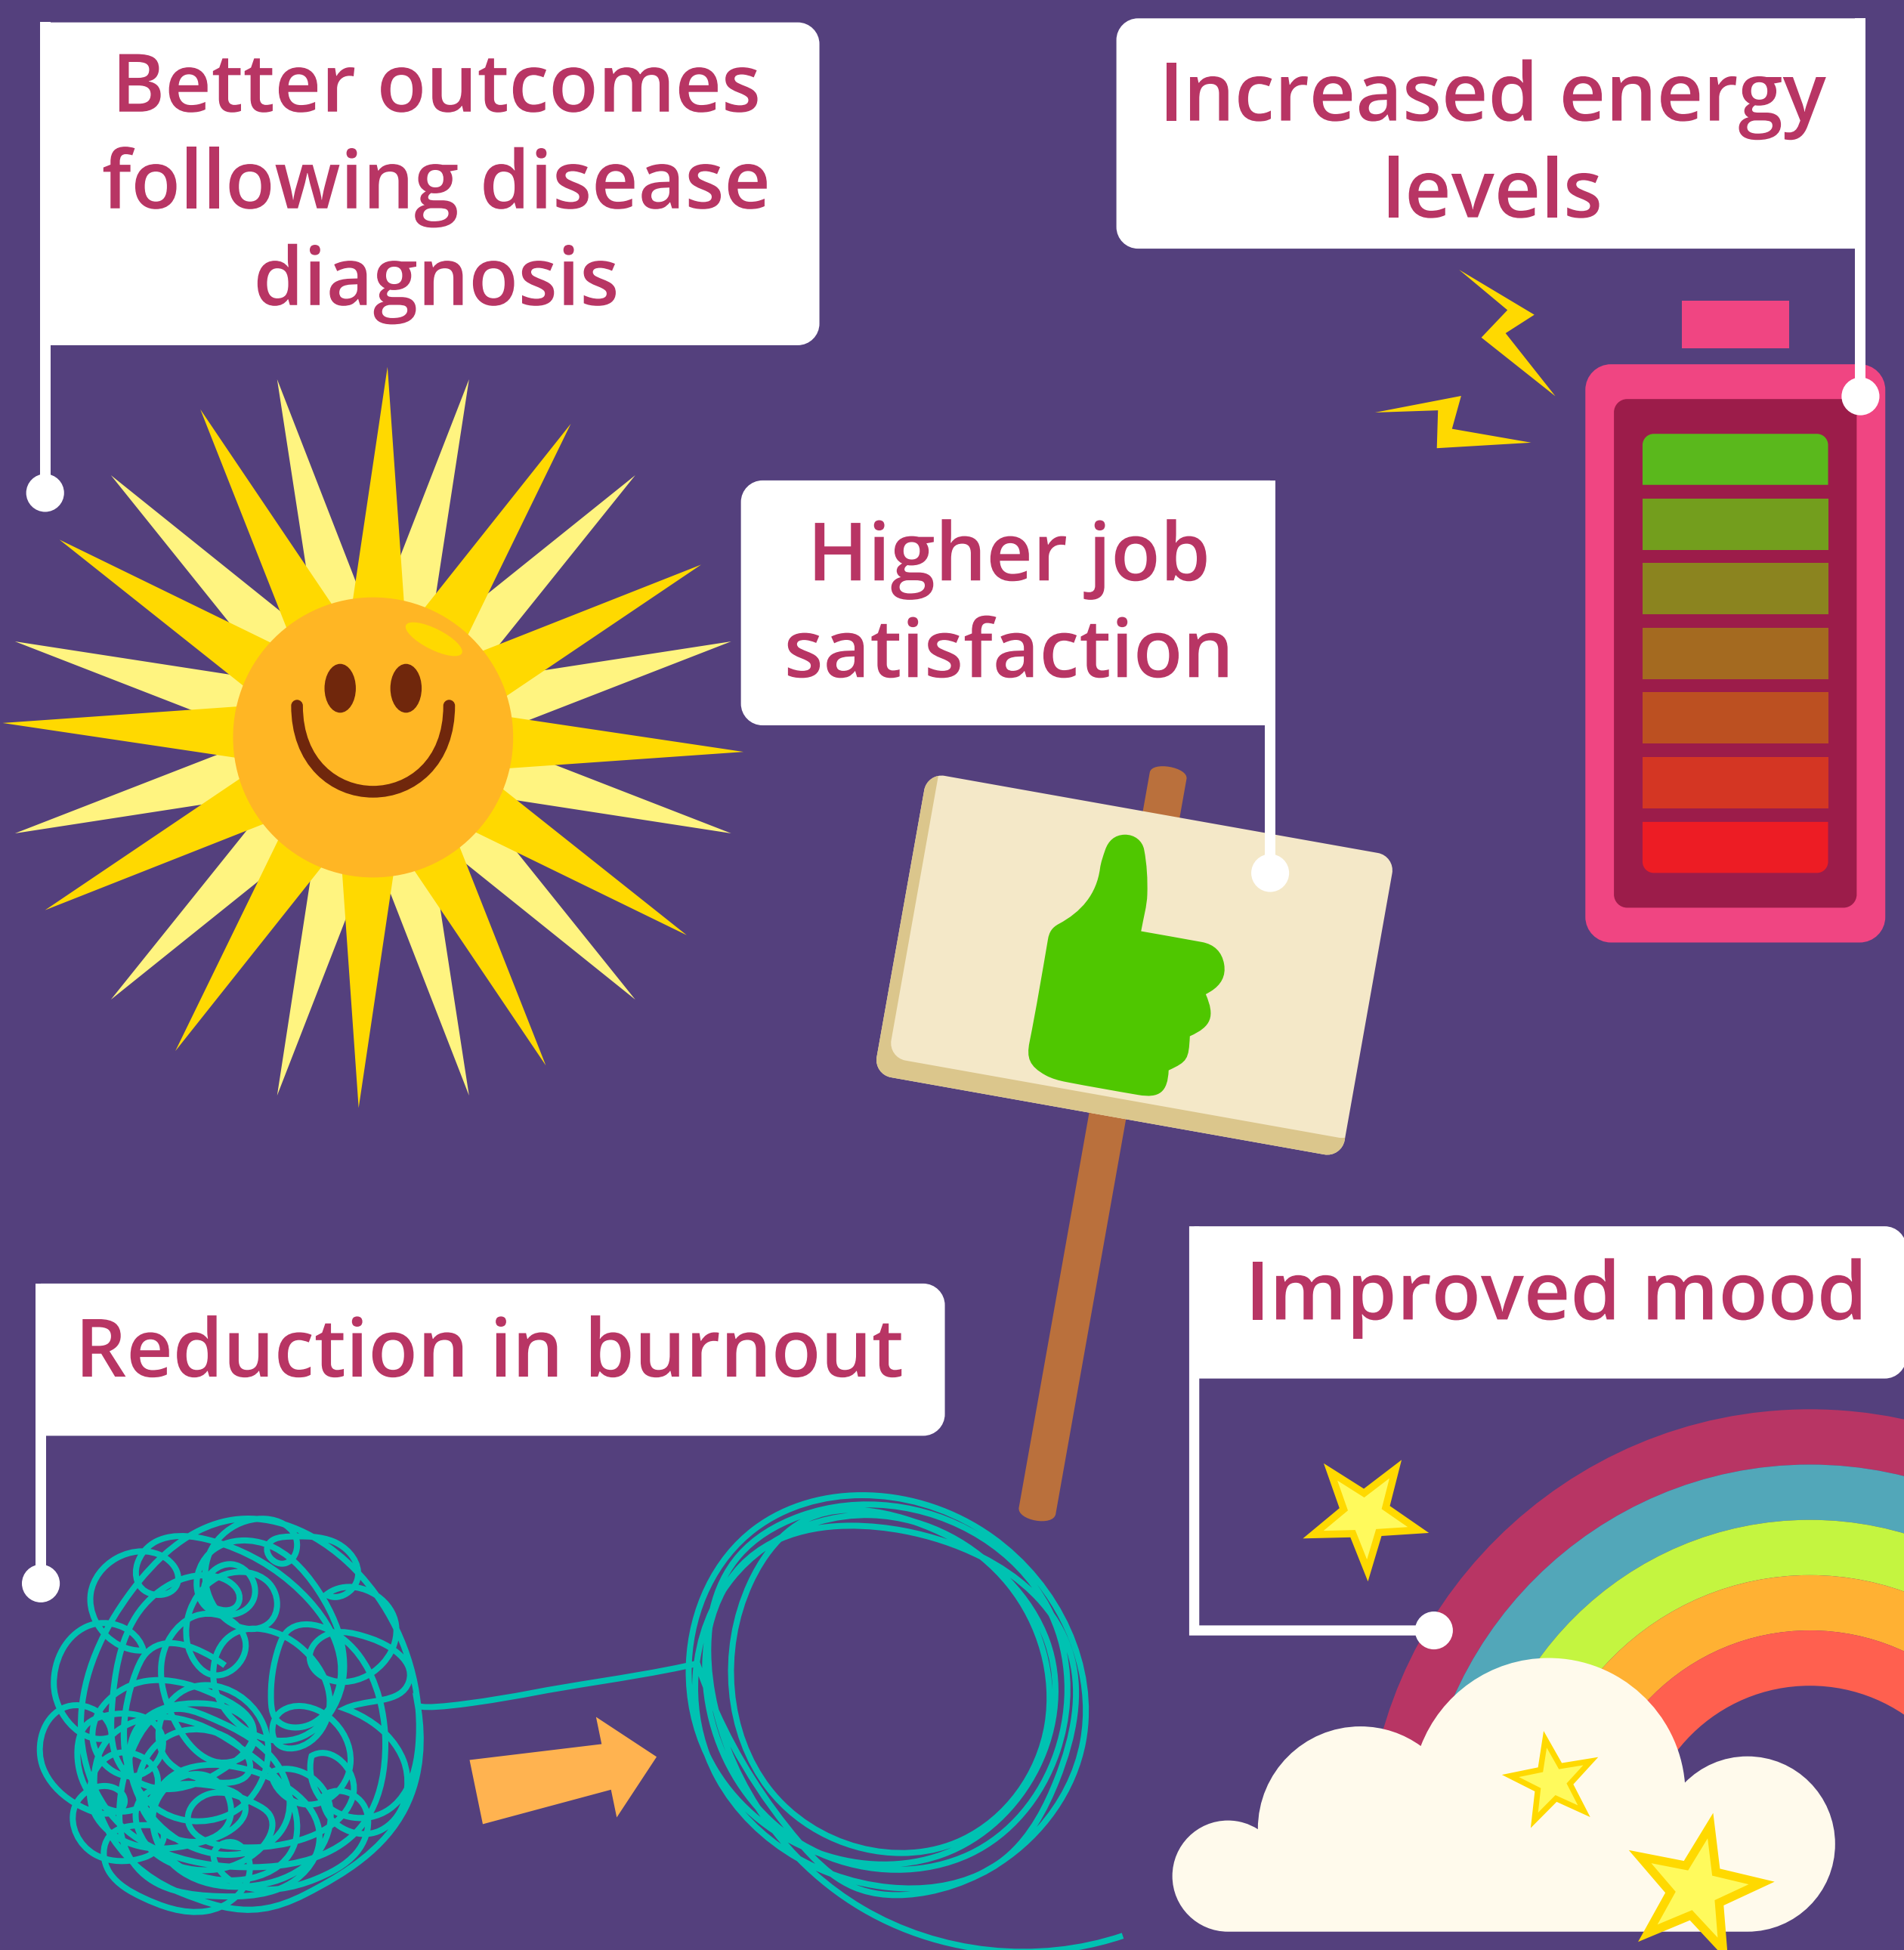 Better outcomes
following disease
diagnosis
Increased energy
levels
Higher job
satisfaction
Improved mood
Reduction in burnout